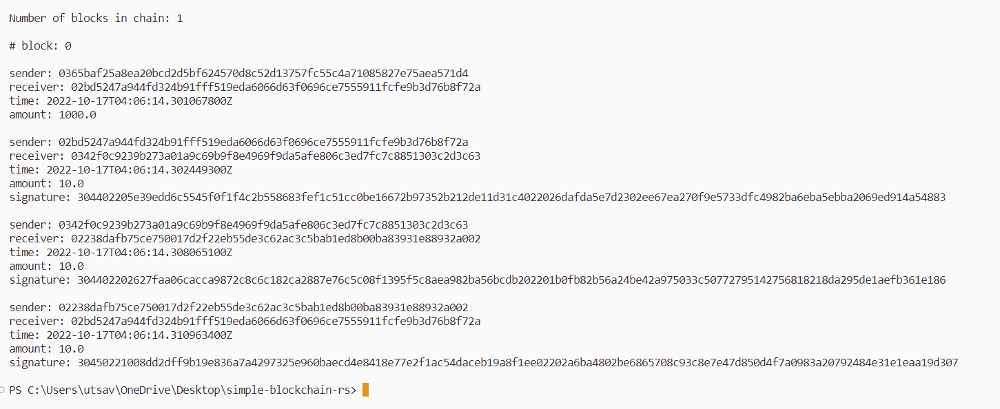 Number of blocks in chain: 1
# block: 0
sender: 0365baf25a8ea20bcd2d5bf624570d8c52d13757fc55c4a71085827e75aea571d4
receiver: 02bd5247a944fd324b91fff519eda6066d63f0696ce7555911fcfe9b3d76b8f72a
time: 2022-10-17T04:06:14.301067800Z
amount: 1000.0
sender: 02bd5247a944fd324b91fff519eda6066d63f0696ce7555911fcfe9b3d76b8f72a
receiver: 0342f0c9239b273a01a9c69b9f8e4969f9da5afe806c3ed7fc7c8851303c2d3c63
time: 2022-10-17T04:06:14.302449300Z
amount: 10.0
signature: 304402205e39edd6c5545f0f1f4c2b558683fef1c51cc0be16672b97352b212de11d31c4022026dafda5e7d2302ee67ea270f9e5733dfc4982ba6eba5ebba2069ed914a54883
sender: 0342f0c9239b273a01a9c69b9f8e4969f9da5afe806c3ed7fc7c8851303c2d3c63
receiver: 02238dafb75ce750017d2f22eb55de3c62ac3c5bab1ed8b00ba83931e88932a002
time: 2022-10-17T04:06:14.308065100Z
amount: 10.0
signature: 304402202627faa06cacca9872c8c6c182ca2887e76c5c08f1395f5c8aea982ba56bcdb202201b0fb82b56a24be42a975033c50772795142756818218da295de1aefb361e186
sender: 02238dafb75ce750017d2f22eb55de3c62ac3c5bab1ed8b00ba83931e88932a002
receiver: 02bd5247a944fd324b91fff519eda6066d63f0696ce7555911fcfe9b3d76b8f72a
time: 2022-10-17T04:06:14.310963400Z
amount: 10.0
signature: 30450221008dd2dff9b19e836a7a4297325e960baecd4e8418e77e2f1ac54daceb19a8f1ee02202a6ba4802be6865708c93c8e7e47d850d4f7a0983a20792484e31e1eaa19d307
PS C:\Users\utsav\OneDrive\Desktop\simple-blockchain-rs>